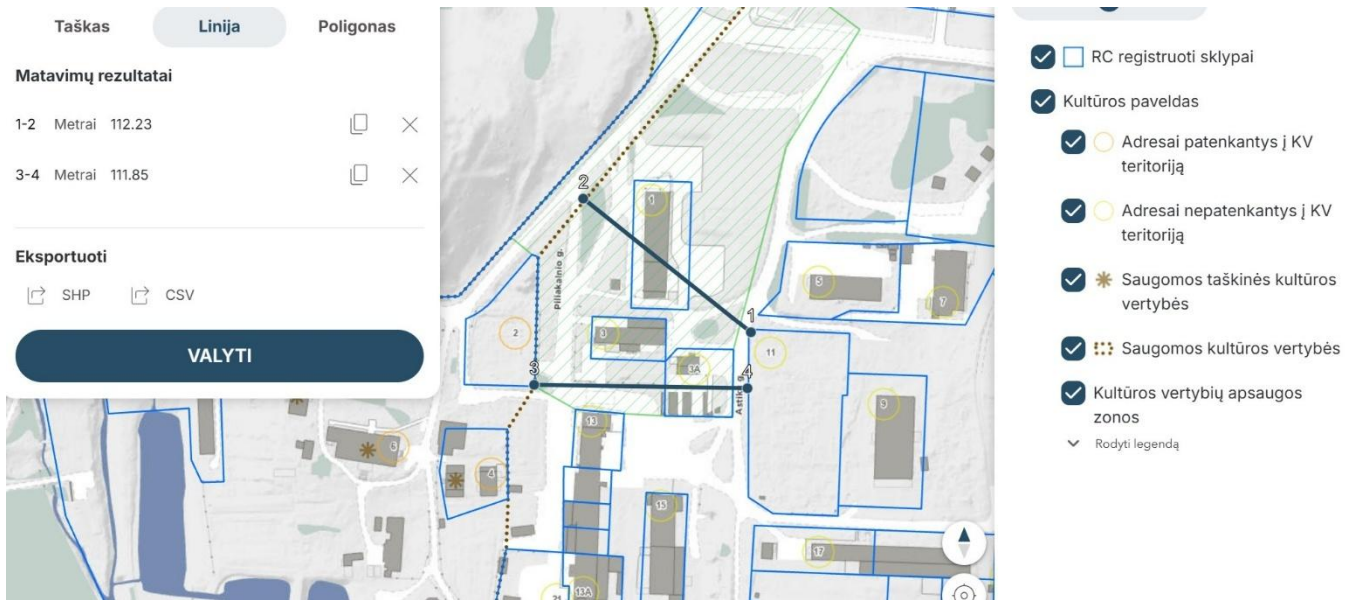 Taškas
Linija
Poligonas
Matavimų rezultatai
1-2 Metrai 112.23
3-4 Metrai 111.85
Eksportuoti
SHP
CSV
VALYTI
2
1
Piliakalnio g.
5
7
1
2
3
11
3A
3
4
9
13
6
4
15
17
13A
21
RC registruoti sklypai
Kultūros paveldas
Adresai patenkantys į KV
teritoriją
Adresai nepatenkantys į KV
teritoriją
Saugomos taškinės kultūros
vertybės
Saugomos kultūros vertybės
Kultūros vertybių apsaugos
zonos
Rodyti legendą